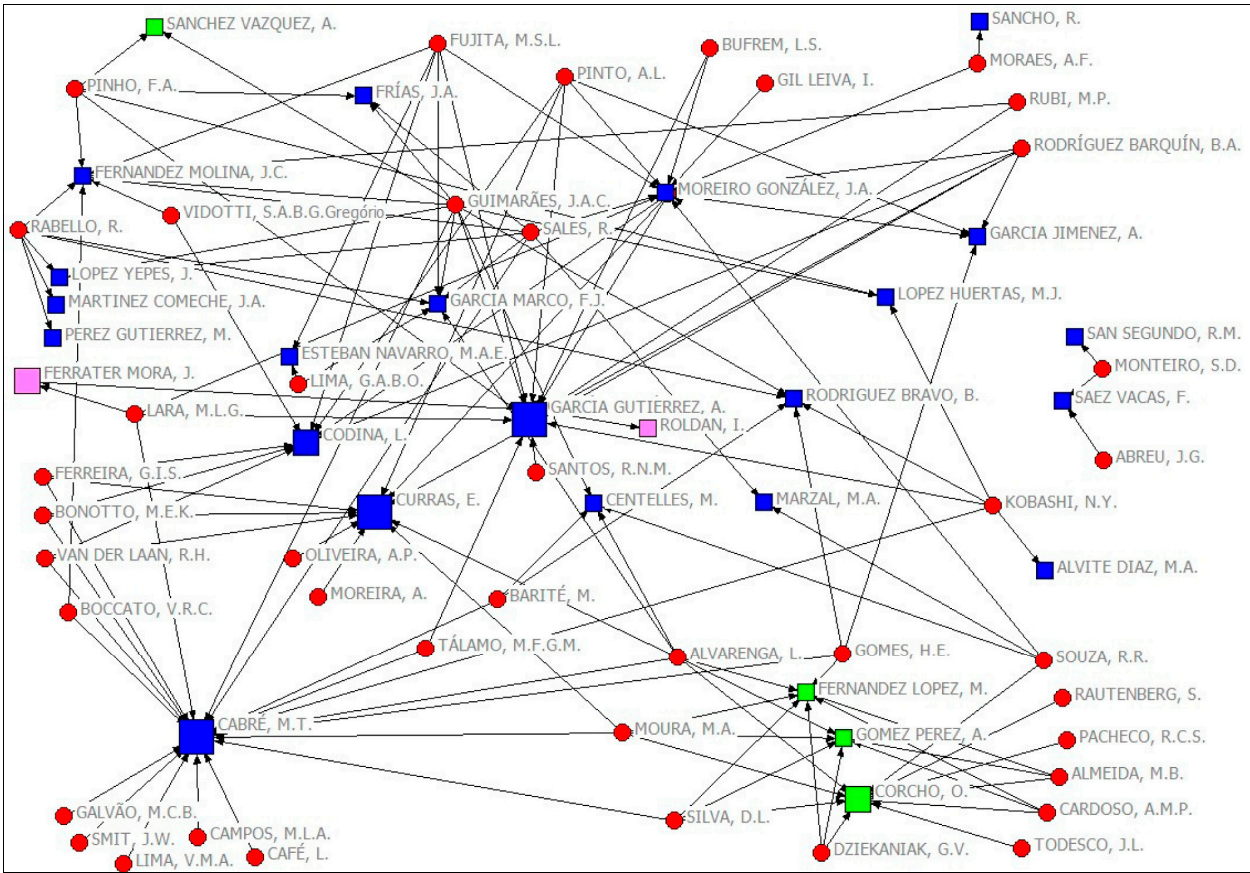 SANCHEZ VAZQUEZ, A.
SANCHO, R.
FUJITA, M.S.L.
BUFREM, L.S.
MORAES, A.F.
PINTO, A.L.
GIL LEIVA, I.
PINHO, F.A.
FRÍAS, J.A.
RUBI, M.P.
RODRÍGUEZ BARQUÍN, B.A.
FERNANDEZ MOLINA, J.C.
MOREIRO GONZÁLEZ, J.A.
GUIMARÃES, J.A.C.
VIDOTTI, S.A.B.G.Gregório
RABELLO, R.
SALES, R.
GARCIA JIMENEZ, A.
LOPEZ YEPES, J.
LOPEZ HUERTAS, M.J.
MARTINEZ COMECHE, J.A.
GARCIA MARCO, F.J.
PEREZ GUTIERREZ, M.
SAN SEGUNDO, R.M.
ESTEBAN NAVARRO, M.A.E.
MONTEIRO, S.D.
FERRATER MORA, J.
LIMA, G.A.B.O.
RODRIGUEZ BRAVO, B.
SAEZ VACAS, F.
LARA, M.L.G.
GARCIA GUTIERREZ, A.
ROLDAN, I.
CODINA, L.
ABREU, J.G.
FERREIRA, G.I.S.
SANTOS, R.N.M.
CURRAS, E.
CENTELLES, M.
MARZAL, M.A.
KOBASHI, N.Y.
BONOTTO, M.E.K.
VAN DER LAAN, R.H.
OLIVEIRA, A.P.
ALVITE DIAZ, M.A.
MOREIRA, A.
BARITÉ, M.
BOCCATO, V.R.C.
TÁLAMO, M.F.G.M.
ALVARENGA, L.
GOMES, H.E.
SOUZA, R.R.
FERNANDEZ LOPEZ, M.
RAUTENBERG, S.
CABRÉ, M.T.
MOURA, M.A.
GOMEZ PEREZ, A.
PACHECO, R.C.S.
ALMEIDA, M.B.
CORCHO, O.
GALVÃO, M.C.B.
SILVA, D.L.
CARDOSO, A.M.P.
SMIT, J.W.
CAMPOS, M.L.A.
LIMA, V.M.A.
CAFÉ, L.
DZIEKANIAK, G.V.
TODESCO, J.L.